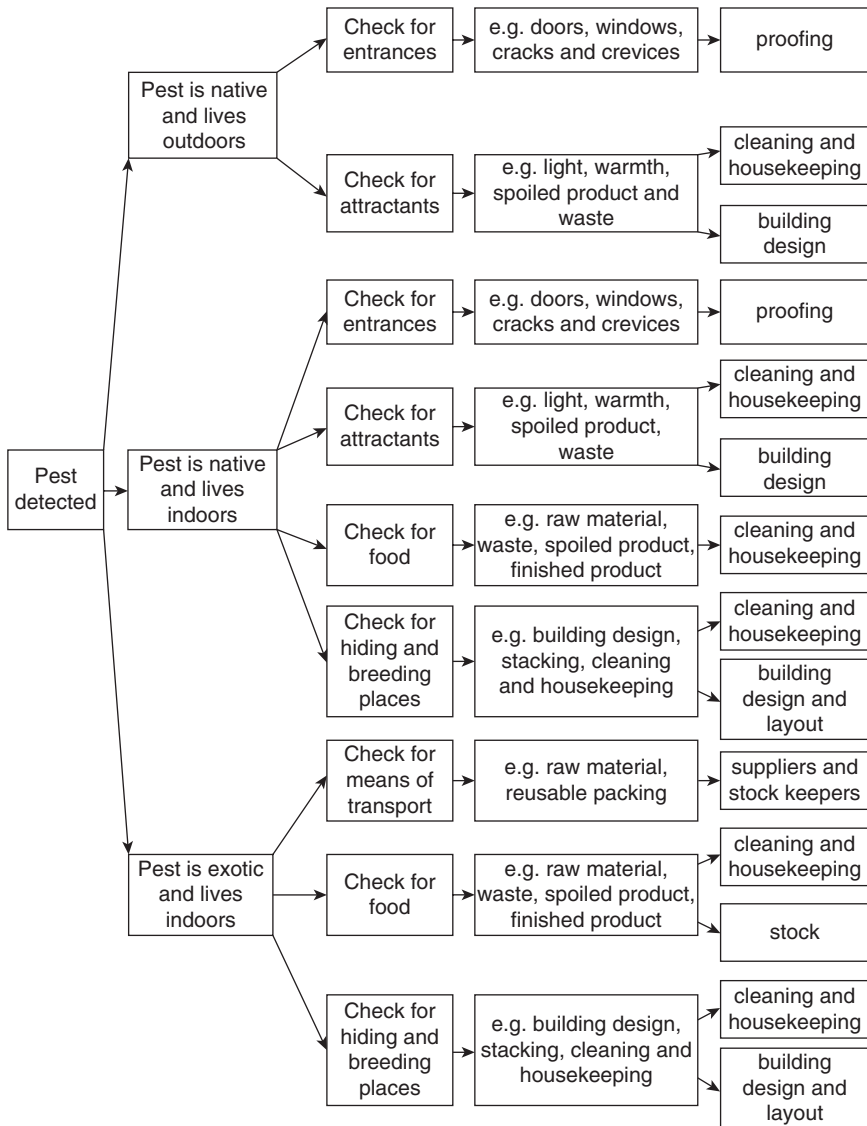 Pest
detected
Pest is native
and lives
outdoors
Check for
entrances
e.g. doors, windows,
cracks and crevices
proofing
Check for
attractants
e.g. light, warmth,
spoiled product and
waste
cleaning and
housekeeping
building
design
Pest is native
and lives
indoors
Check for
entrances
e.g. doors, windows,
cracks and crevices
proofing
Check for
attractants
e.g. light, warmth,
spoiled product,
waste
cleaning and
housekeeping
building
design
Check for
food
e.g. raw material,
waste, spoiled product,
finished product
cleaning and
housekeeping
Check for
hiding and
breeding
places
e.g. building design,
stacking, cleaning
and housekeeping
cleaning and
housekeeping
building
design and
layout
Pest is exotic
and lives
indoors
Check for
means of
transport
e.g. raw material,
reusable packing
suppliers and
stock keepers
Check for
food
e.g. raw material,
waste, spoiled product,
finished product
cleaning and
housekeeping
stock
Check for
hiding and
breeding
places
e.g. building design,
stacking, cleaning and
housekeeping
cleaning and
housekeeping
building
design and
layout